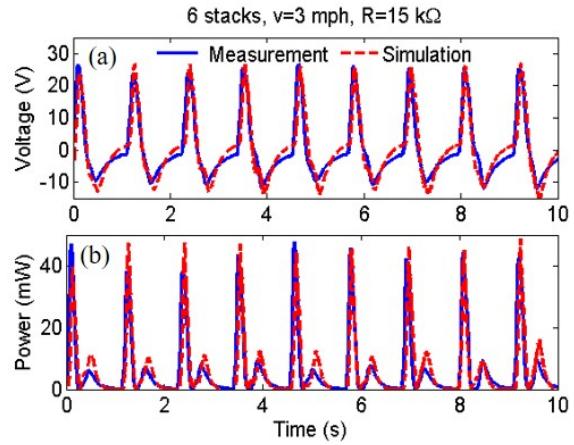 6 stacks, v=3 mph, R=15 kΩ
(a) Measurement Simulation
Voltage (V)
30
20
10
0
-10
0 2 4 6 8 10
(b)
Power (mW)
40
20
0
0 2 4 6 8 10
Time (s)